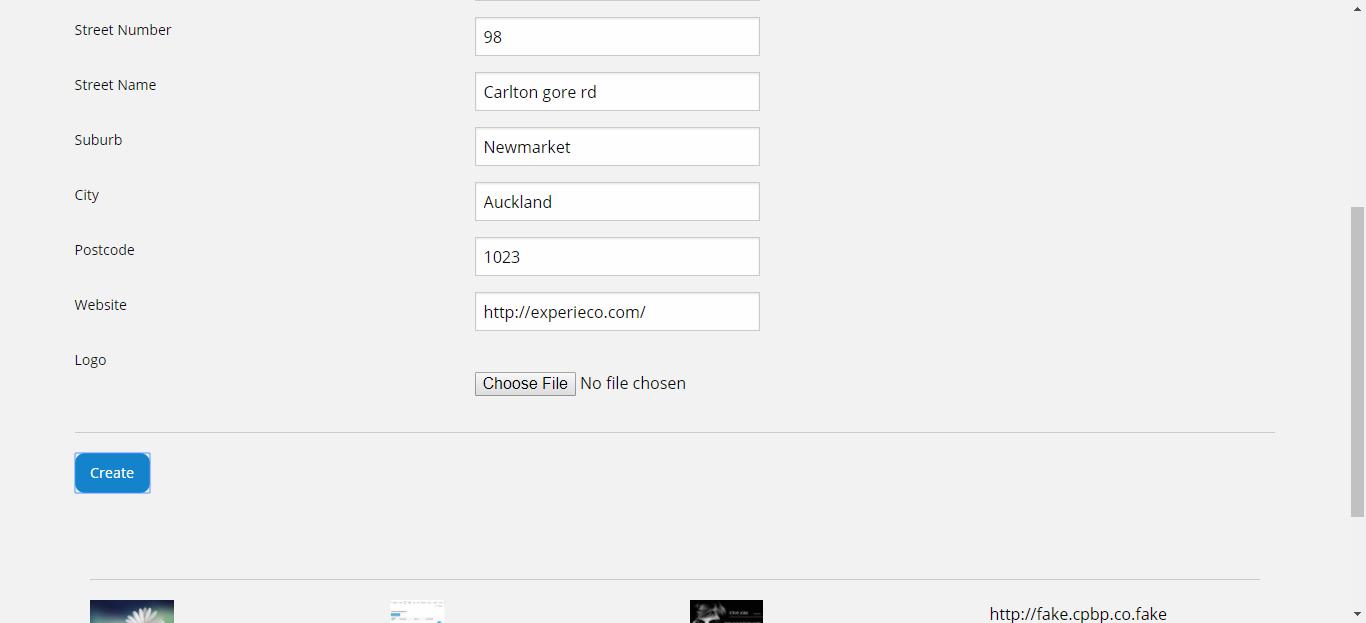 Street Number
98
Street Name
Carlton gore rd
Suburb
Newmarket
City
Auckland
Postcode
1023
Website
http://experieco.com/
Logo
Choose File No file chosen
Create
http://fake.cpbp.co.fake